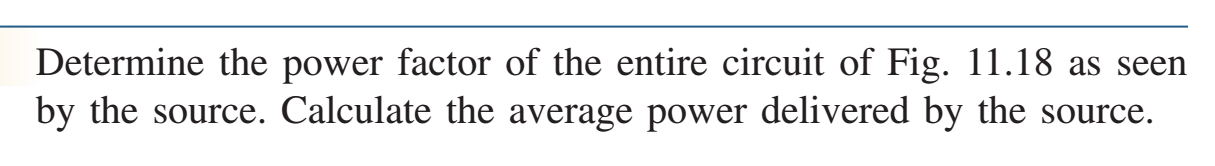 Determine the power factor of the entire circuit of Fig. 11.18 as seen
by the source. Calculate the average power delivered by the source.